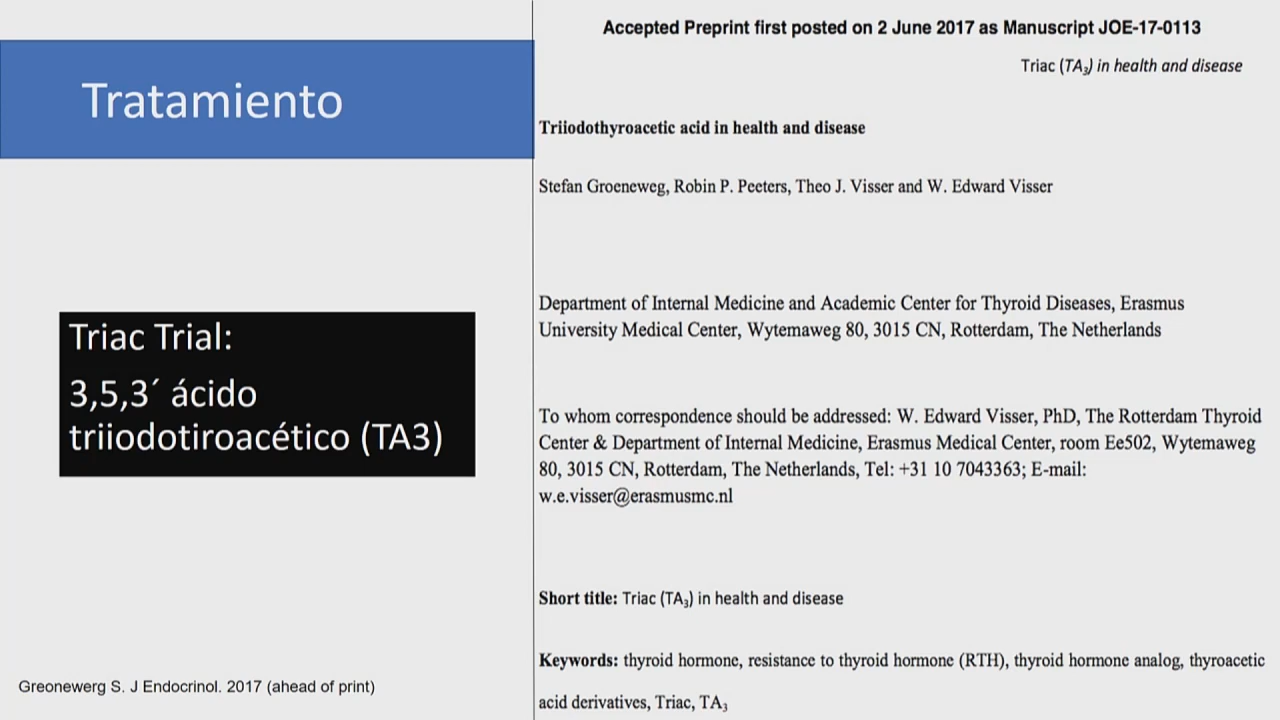 Tratamiento
Triac Trial:
3,5,3´ ácido
triiodotiroacético (TA3)
Greonewerg S. J Endocrinol. 2017 (ahead of print)
Accepted Preprint first posted on 2 June 2017 as Manuscript JOE-17-0113
Triac (TA₃) in health and disease
Triiodothyroacetic acid in health and disease
Stefan Groeneweg, Robin P. Peeters, Theo J. Visser and W. Edward Visser
Department of Internal Medicine and Academic Center for Thyroid Diseases, Erasmus
University Medical Center, Wytemaweg 80, 3015 CN, Rotterdam, The Netherlands
To whom correspondence should be addressed: W. Edward Visser, PhD, The Rotterdam Thyroid
Center & Department of Internal Medicine, Erasmus Medical Center, room Ee502, Wytemaweg
80, 3015 CN, Rotterdam, The Netherlands, Tel: +31 10 7043363; E-mail:
w.e.visser@erasmusmc.nl
Short title: Triac (TA₃) in health and disease
Keywords: thyroid hormone, resistance to thyroid hormone (RTH), thyroid hormone analog, thyroacetic
acid derivatives, Triac, TA₃